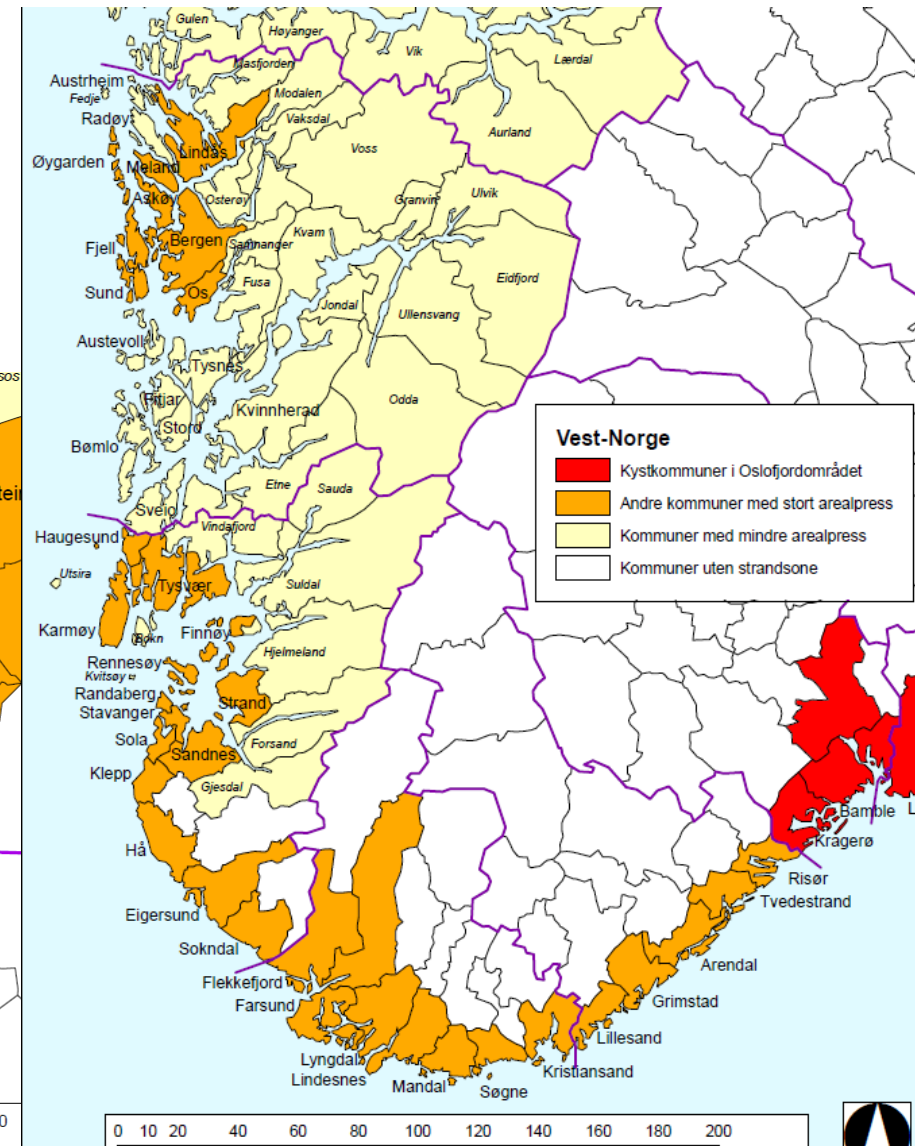 Gulen
Høyanger
Vik
Lærdal
Masfjorden
Austrheim
Fedje
Modalen
Radøy
Vaksdal
Aurland
Lindås
Voss
Øygarden
Meland
Askøy
Osterøy
Granvin
Ulvik
Kvam
Bergen
Samnanger
Fjell
Fusa
Eidfjord
Sund
Os
Jondal
Ullensvang
Austevoll
Tysnes
sos
Fitjar
Odda
Kvinnherad
Stord
Bømlo
Vest-Norge
Kystkommuner i Oslofjordområdet
Andre kommuner med stort arealpress
Kommuner med mindre arealpress
Kommuner uten strandsone
Etne
Sauda
Sveio
Vindafjord
Haugesund
Utsira
Tysvær
Suldal
Karmøy
Bokn
Finnøy
Hjelmeland
Rennesøy
Kvitsøy
Randaberg
Strand
Stavanger
Sola
Forsand
Sandnes
Klepp
Gjesdal
Bamble
L
Kragerø
Hå
Risør
Tvedestrand
Eigersund
Sokndal
Arendal
Flekkefjord
Grimstad
Farsund
Lillesand
Lyngdal
Kristiansand
Lindesnes
Mandal
Søgne
0 10 20 40 60 80 100 120 140 160 180 200
0